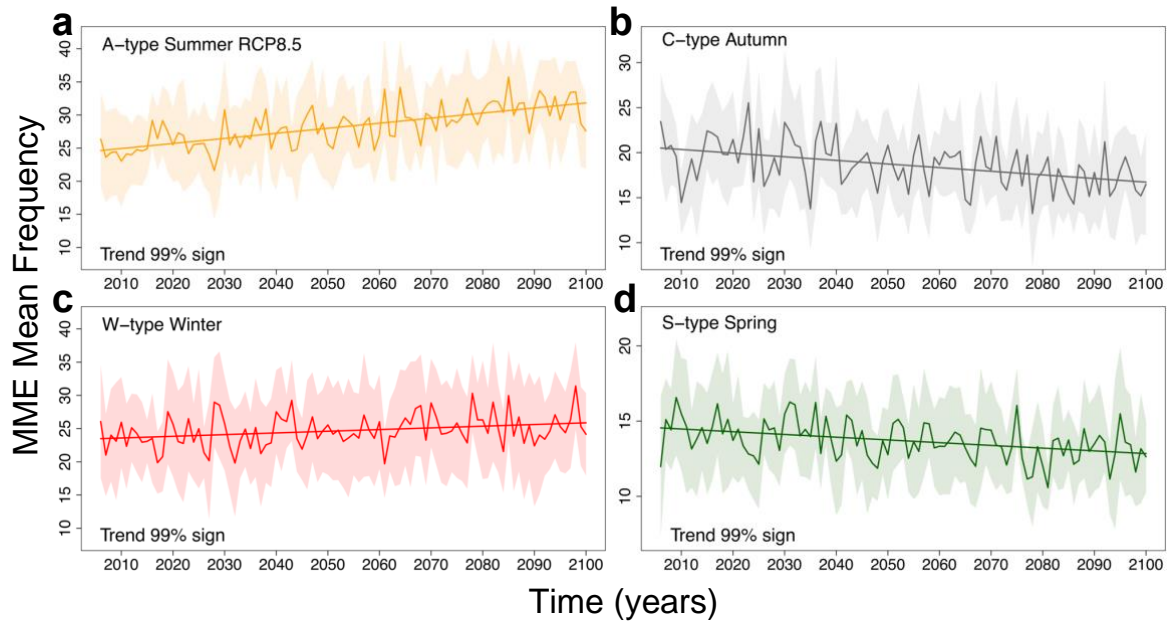 MME Mean Frequency
a
A-type Summer RCP8.5
40
35
30
25
20
15
10
Trend 99% sign
2010 2020 2030 2040 2050 2060 2070 2080 2090 2100
b
C-type Autumn
30
25
20
15
10
Trend 99% sign
2010 2020 2030 2040 2050 2060 2070 2080 2090 2100
c
W-type Winter
40
35
30
25
20
15
10
Trend 99% sign
2010 2020 2030 2040 2050 2060 2070 2080 2090 2100
d
S-type Spring
20
15
10
Trend 99% sign
2010 2020 2030 2040 2050 2060 2070 2080 2090 2100
Time (years)